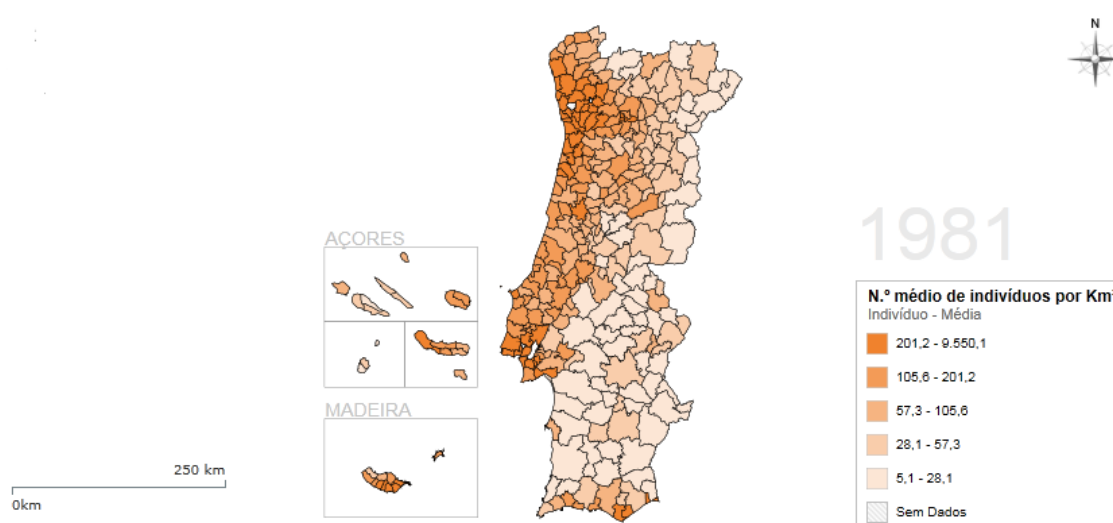 N
AÇORES
1981
N.º médio de indivíduos por Km²
Indivíduo - Média
201,2 - 9.550,1
105,6 - 201,2
57,3 - 105,6
28,1 - 57,3
5,1 - 28,1
Sem Dados
MADEIRA
250 km
0km